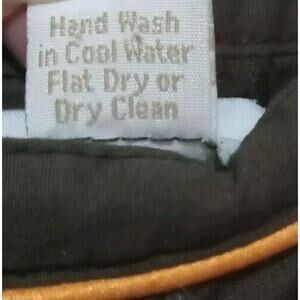 Hand Wash
in Cool Water
Flat Dry or
Dry Clean